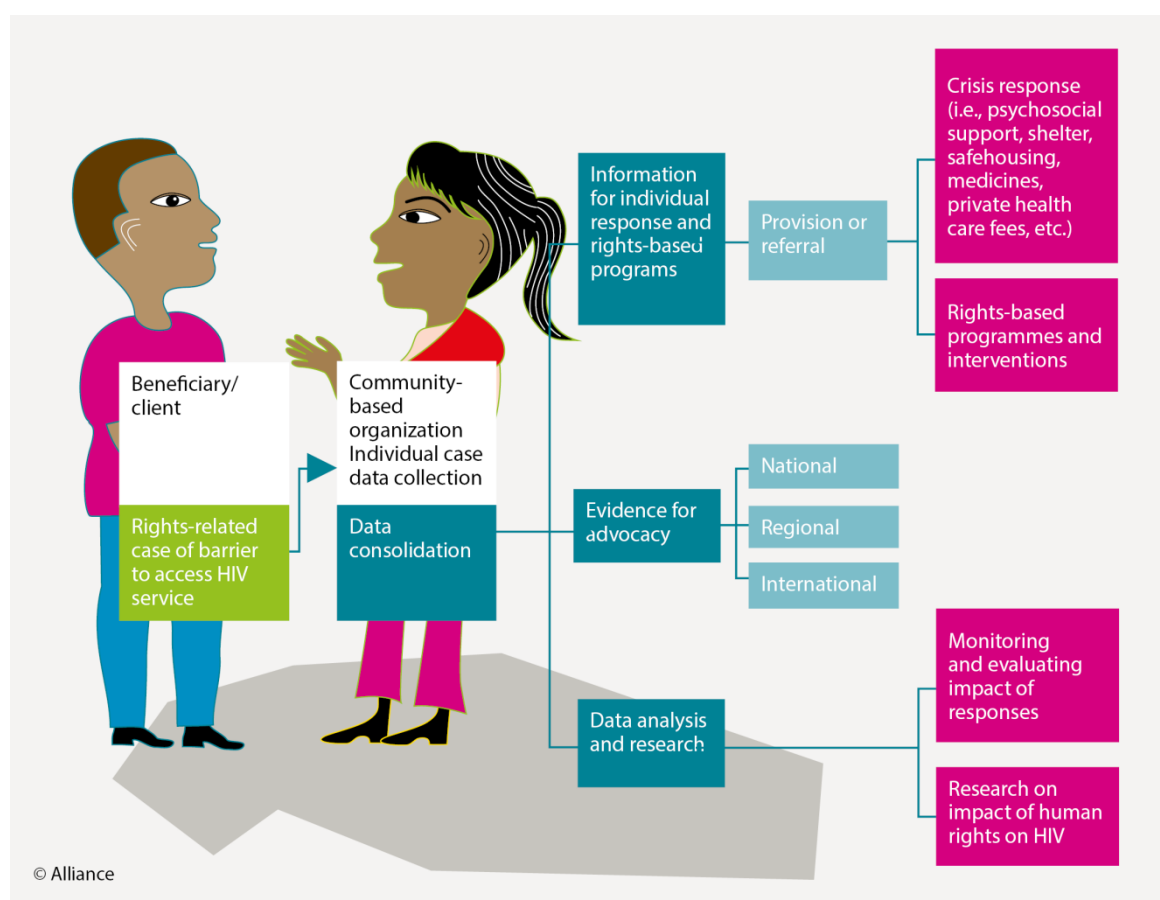 Beneficiary/
client
Rights-related
case of barrier
to access HIV
service
Community-
based
organization
Individual case
data collection
Data
consolidation
Information
for individual
response and
rights-based
programs
Provision or
referral
Crisis response
(i.e., psychosocial
support, shelter,
safehousing,
medicines,
private health
care fees, etc.)
Rights-based
programmes and
interventions
Evidence for
advocacy
National
Regional
International
Data analysis
and research
Monitoring
and evaluating
impact of
responses
Research on
impact of human
rights on HIV
© Alliance